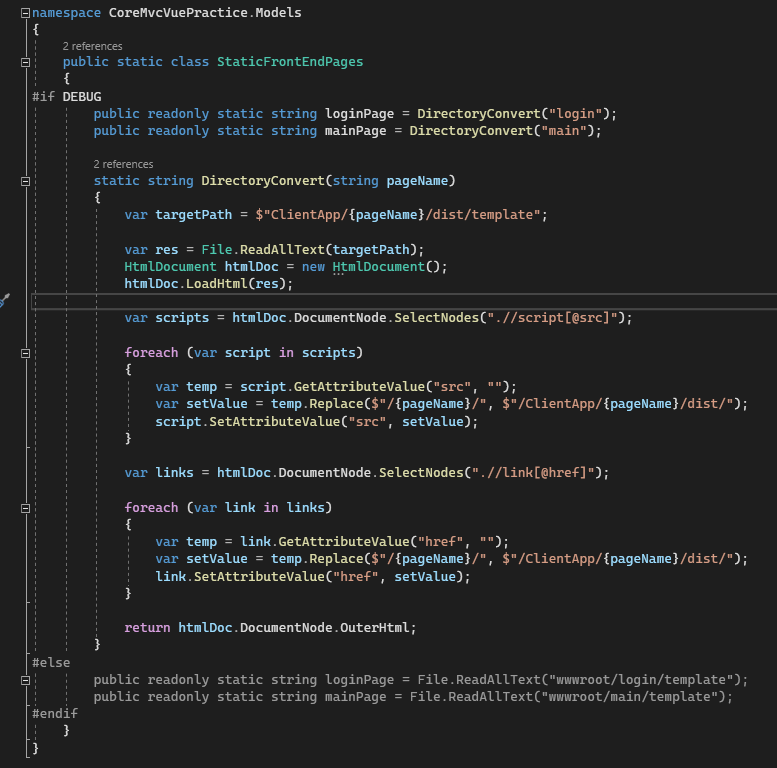 namespace CoreMvcVuePractice.Models
{
2 references
public static class StaticFrontEndPages
{
#if DEBUG
public readonly static string loginPage = DirectoryConvert("login");
public readonly static string mainPage = DirectoryConvert("main");
2 references
static string DirectoryConvert(string pageName)
{
var targetPath = $"ClientApp/{pageName}/dist/template";
var res = File.ReadAllText(targetPath);
HtmlDocument htmlDoc = new HtmlDocument();
htmlDoc.LoadHtml(res);
var scripts = htmlDoc.DocumentNode.SelectNodes(".//script[@src]");
foreach (var script in scripts)
{
var temp = script.GetAttributeValue("src", "");
var setValue = temp.Replace($"/{pageName}/", $"/ClientApp/{pageName}/dist/");
script.SetAttributeValue("src", setValue);
}
var links = htmlDoc.DocumentNode.SelectNodes(".//link[@href]");
foreach (var link in links)
{
var temp = link.GetAttributeValue("href", "");
var setValue = temp.Replace($"/{pageName}/", $"/ClientApp/{pageName}/dist/");
link.SetAttributeValue("href", setValue);
}
return htmlDoc.DocumentNode.OuterHtml;
}
#else
public readonly static string loginPage = File.ReadAllText("wwwroot/login/template");
public readonly static string mainPage = File.ReadAllText("wwwroot/main/template");
#endif
}
}